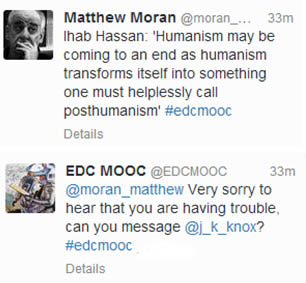 Matthew Moran @moran_... 33m
Ihab Hassan: 'Humanism may be
coming to an end as humanism
transforms itself into something
one must helplessly call
posthumanism' #edcmooc
Details
EDC MOOC @EDCMOOC 33m
@moran_matthew Very sorry to
hear that you are having trouble,
can you message @j_k_knox?
#edcmooc
Details